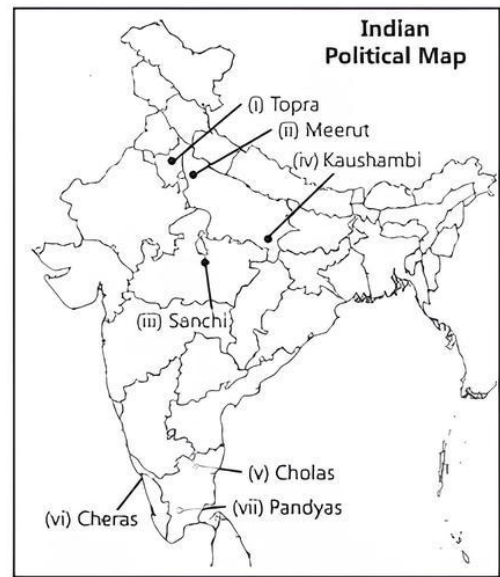 Indian
Political Map
(i) Topra
(ii) Meerut
(iv) Kaushambi
(iii) Sanchi
(v) Cholas
(vi) Cheras
(vii) Pandyas